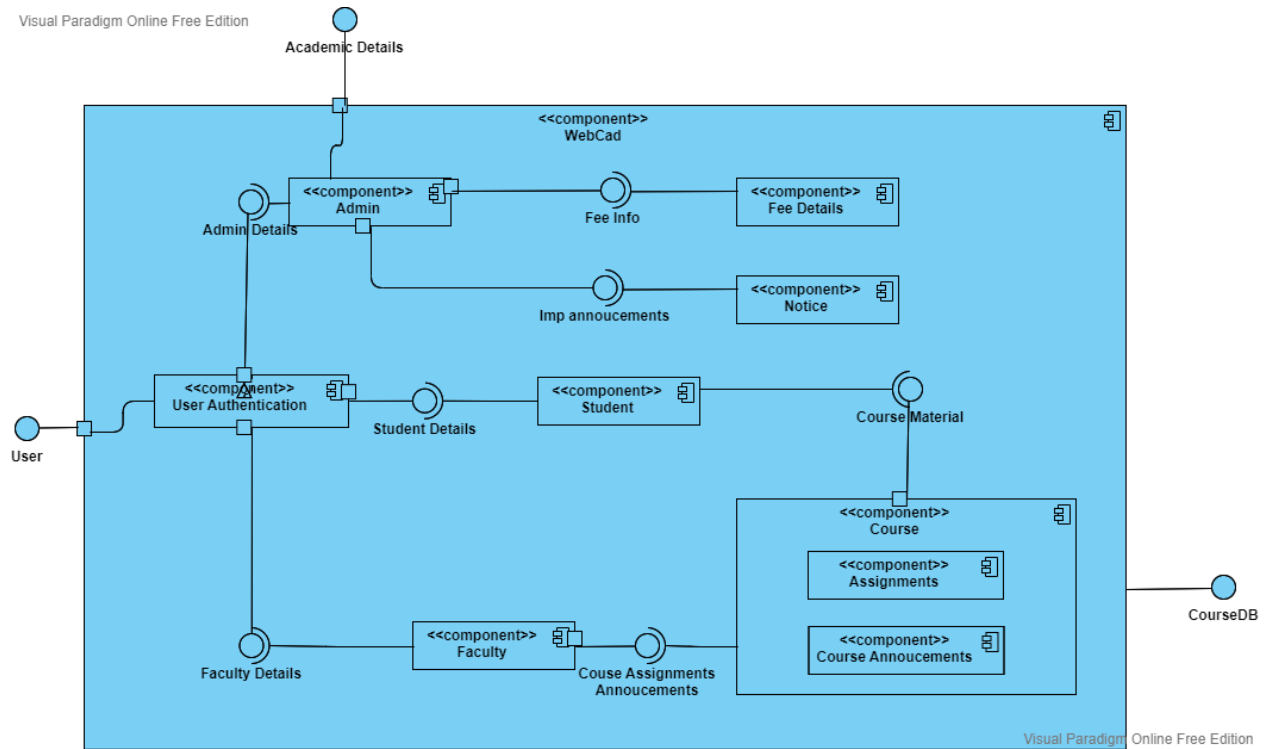 Visual Paradigm Online Free Edition
Academic Details
<<component>>
WebCad
<<component>>
Admin
Admin Details
Fee Info
<<component>>
Fee Details
Imp annoucements
<<component>>
Notice
<<component>>
User Authentication
User
Student Details
<<component>>
Student
Course Material
<<component>>
Course
<<component>>
Assignments
<<component>>
Course Annoucements
CourseDB
Faculty Details
<<component>>
Faculty
Couse Assignments
Annoucements
Visual Paradigm Online Free Edition